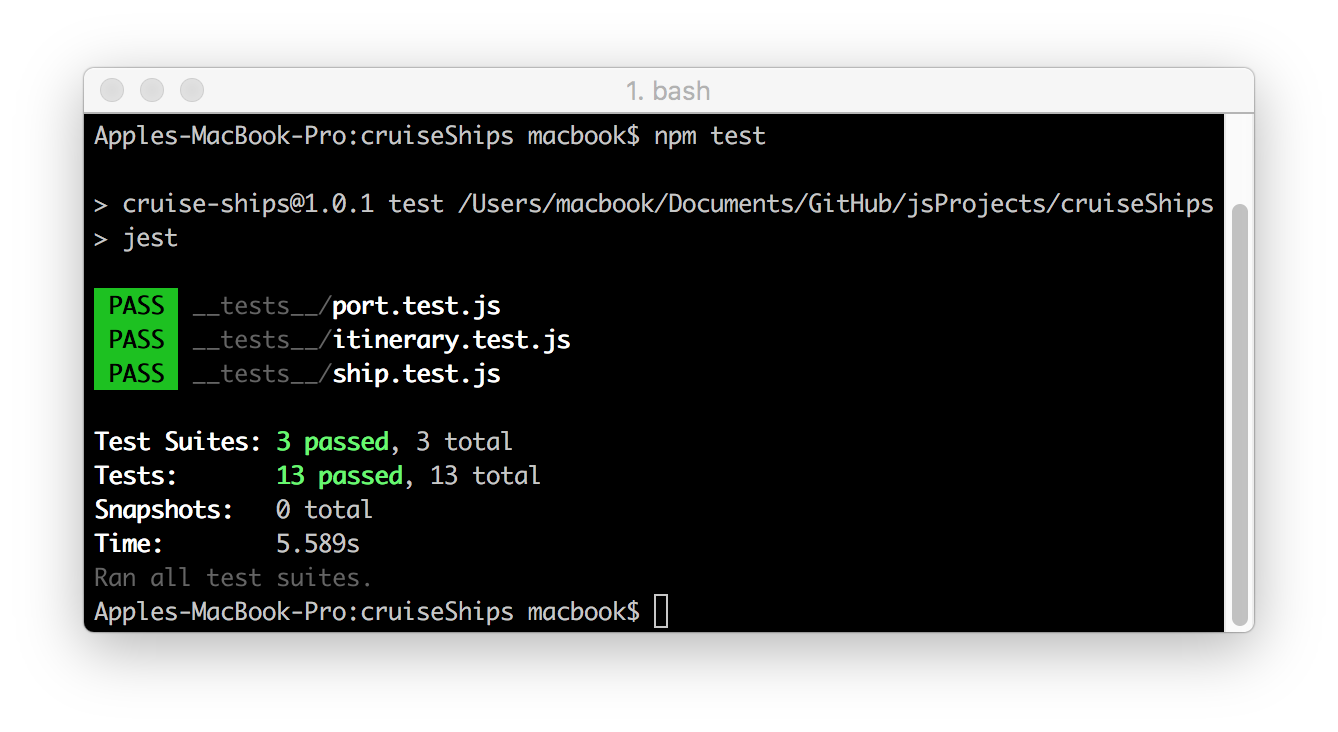 1. bash
Apples-MacBook-Pro:cruiseShips macbook$ npm test
> cruise-ships@1.0.1 test /Users/macbook/Documents/GitHub/jsProjects/cruiseShips
> jest
PASS __tests__/port.test.js
PASS __tests__/itinerary.test.js
PASS __tests__/ship.test.js
Test Suites: 3 passed, 3 total
Tests: 13 passed, 13 total
Snapshots: 0 total
Time: 5.589s
Ran all test suites.
Apples-MacBook-Pro:cruiseShips macbook$